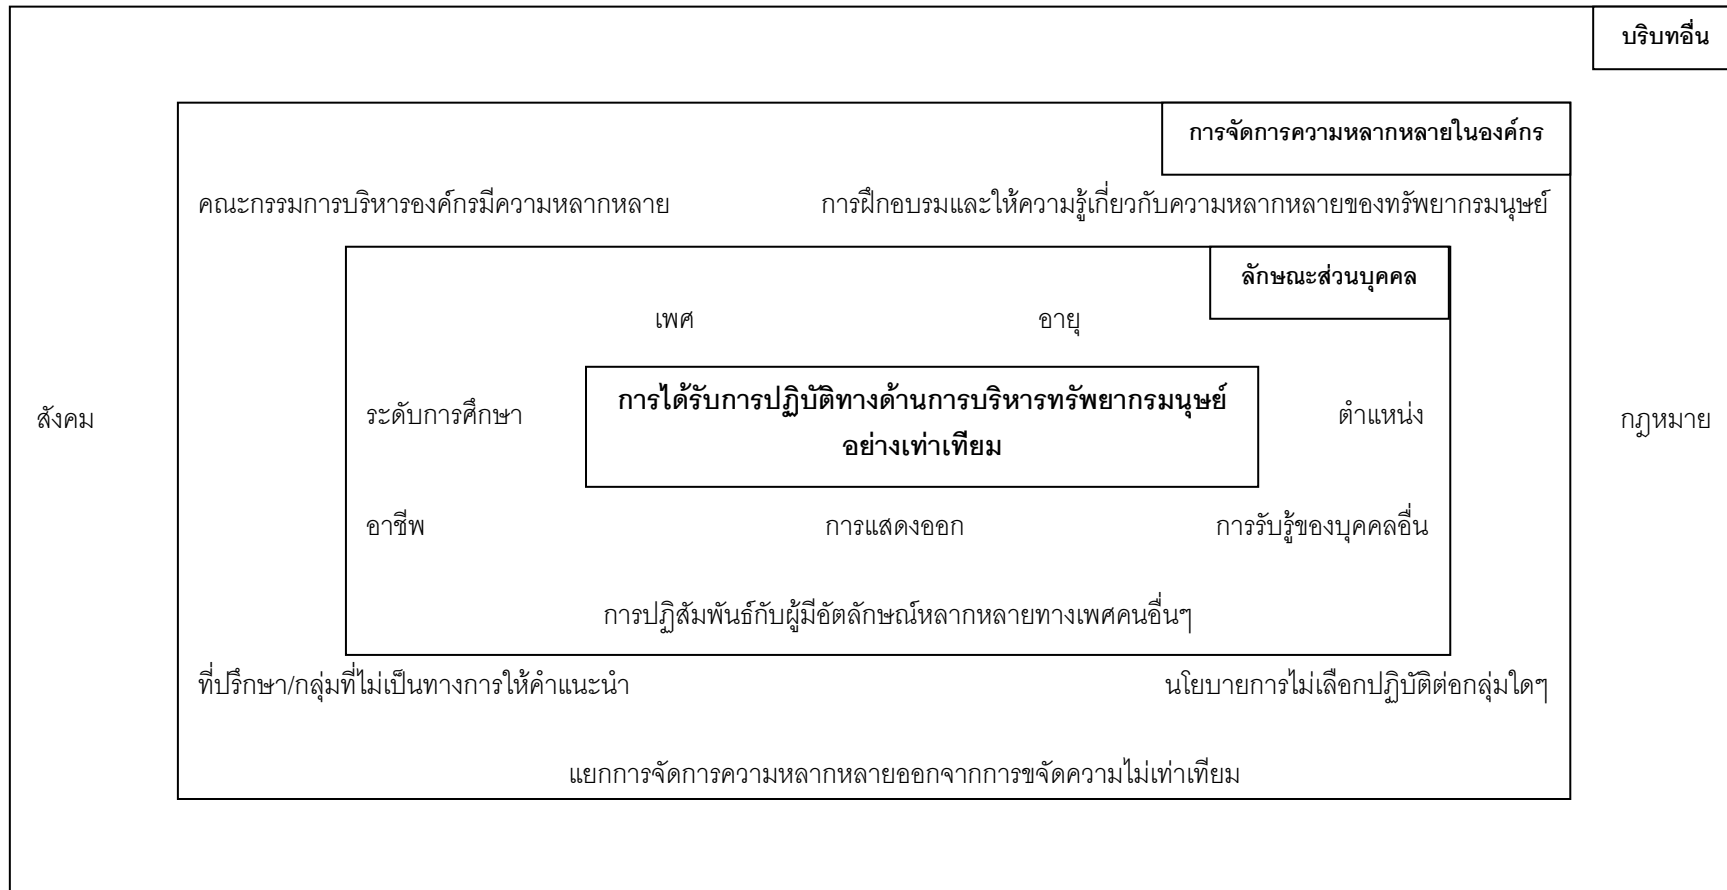 บริบทอื่น
การจัดการความหลากหลายในองค์กร
คณะกรรมการบริหารองค์กรมีความหลากหลาย การฝึกอบรมและให้ความรู้เกี่ยวกับความหลากหลายของทรัพยากรมนุษย์
ลักษณะส่วนบุคคล
เพศ อายุ
การได้รับการปฏิบัติทางด้านการบริหารทรัพยากรมนุษย์
สังคม ระดับการศึกษา ตำแหน่ง กฎหมาย
อย่างเท่าเทียม
อาชีพ การแสดงออก การรับรู้ของบุคคลอื่น
การปฏิสัมพันธ์กับผู้มีอัตลักษณ์หลากหลายทางเพศคนอื่นๆ
ที่ปรึกษา/กลุ่มที่ไม่เป็นทางการให้คำแนะนำ นโยบายการไม่เลือกปฏิบัติต่อกลุ่มใดๆ
แยกการจัดการความหลากหลายออกจากการขจัดความไม่เท่าเทียม